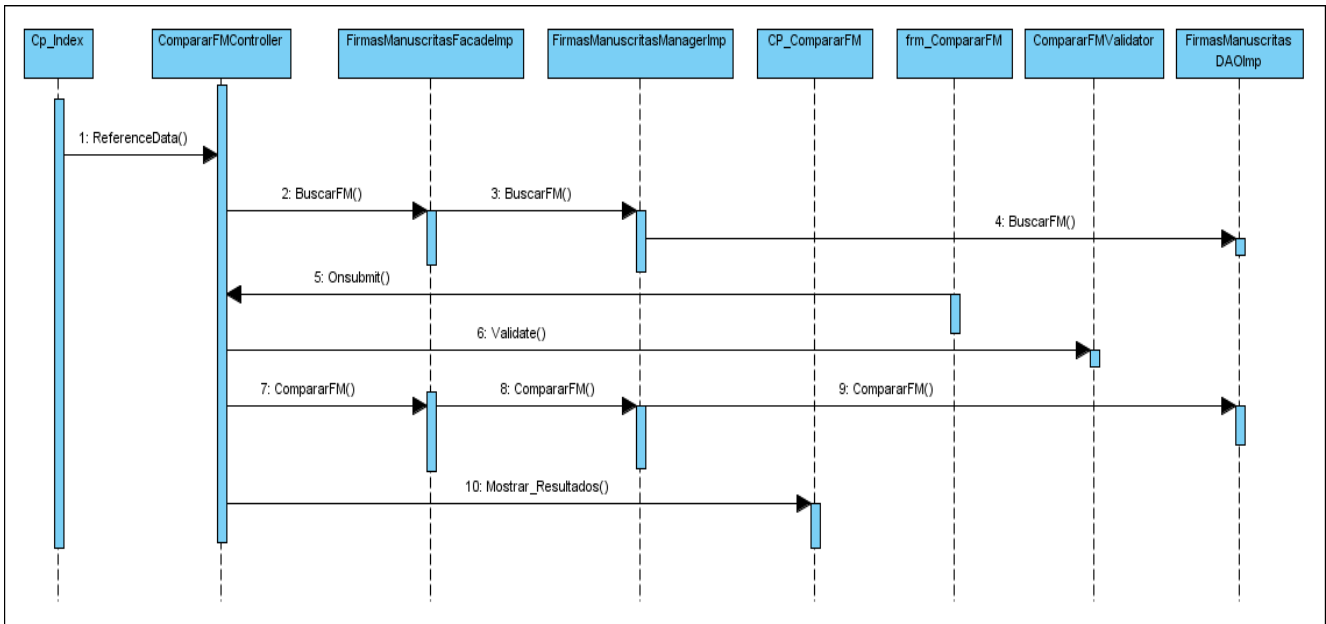 Cp_Index
CompararFMController
FirmasManuscritasFacadeImp
FirmasManuscritasManagerImp
CP_CompararFM
frm_CompararFM
CompararFMValidator
FirmasManuscritas
DAOImp
1: ReferenceData()
2: BuscarFM()
3: BuscarFM()
4: BuscarFM()
5: Onsubmit()
6: Validate()
7: CompararFM()
8: CompararFM()
9: CompararFM()
10: Mostrar_Resultados()